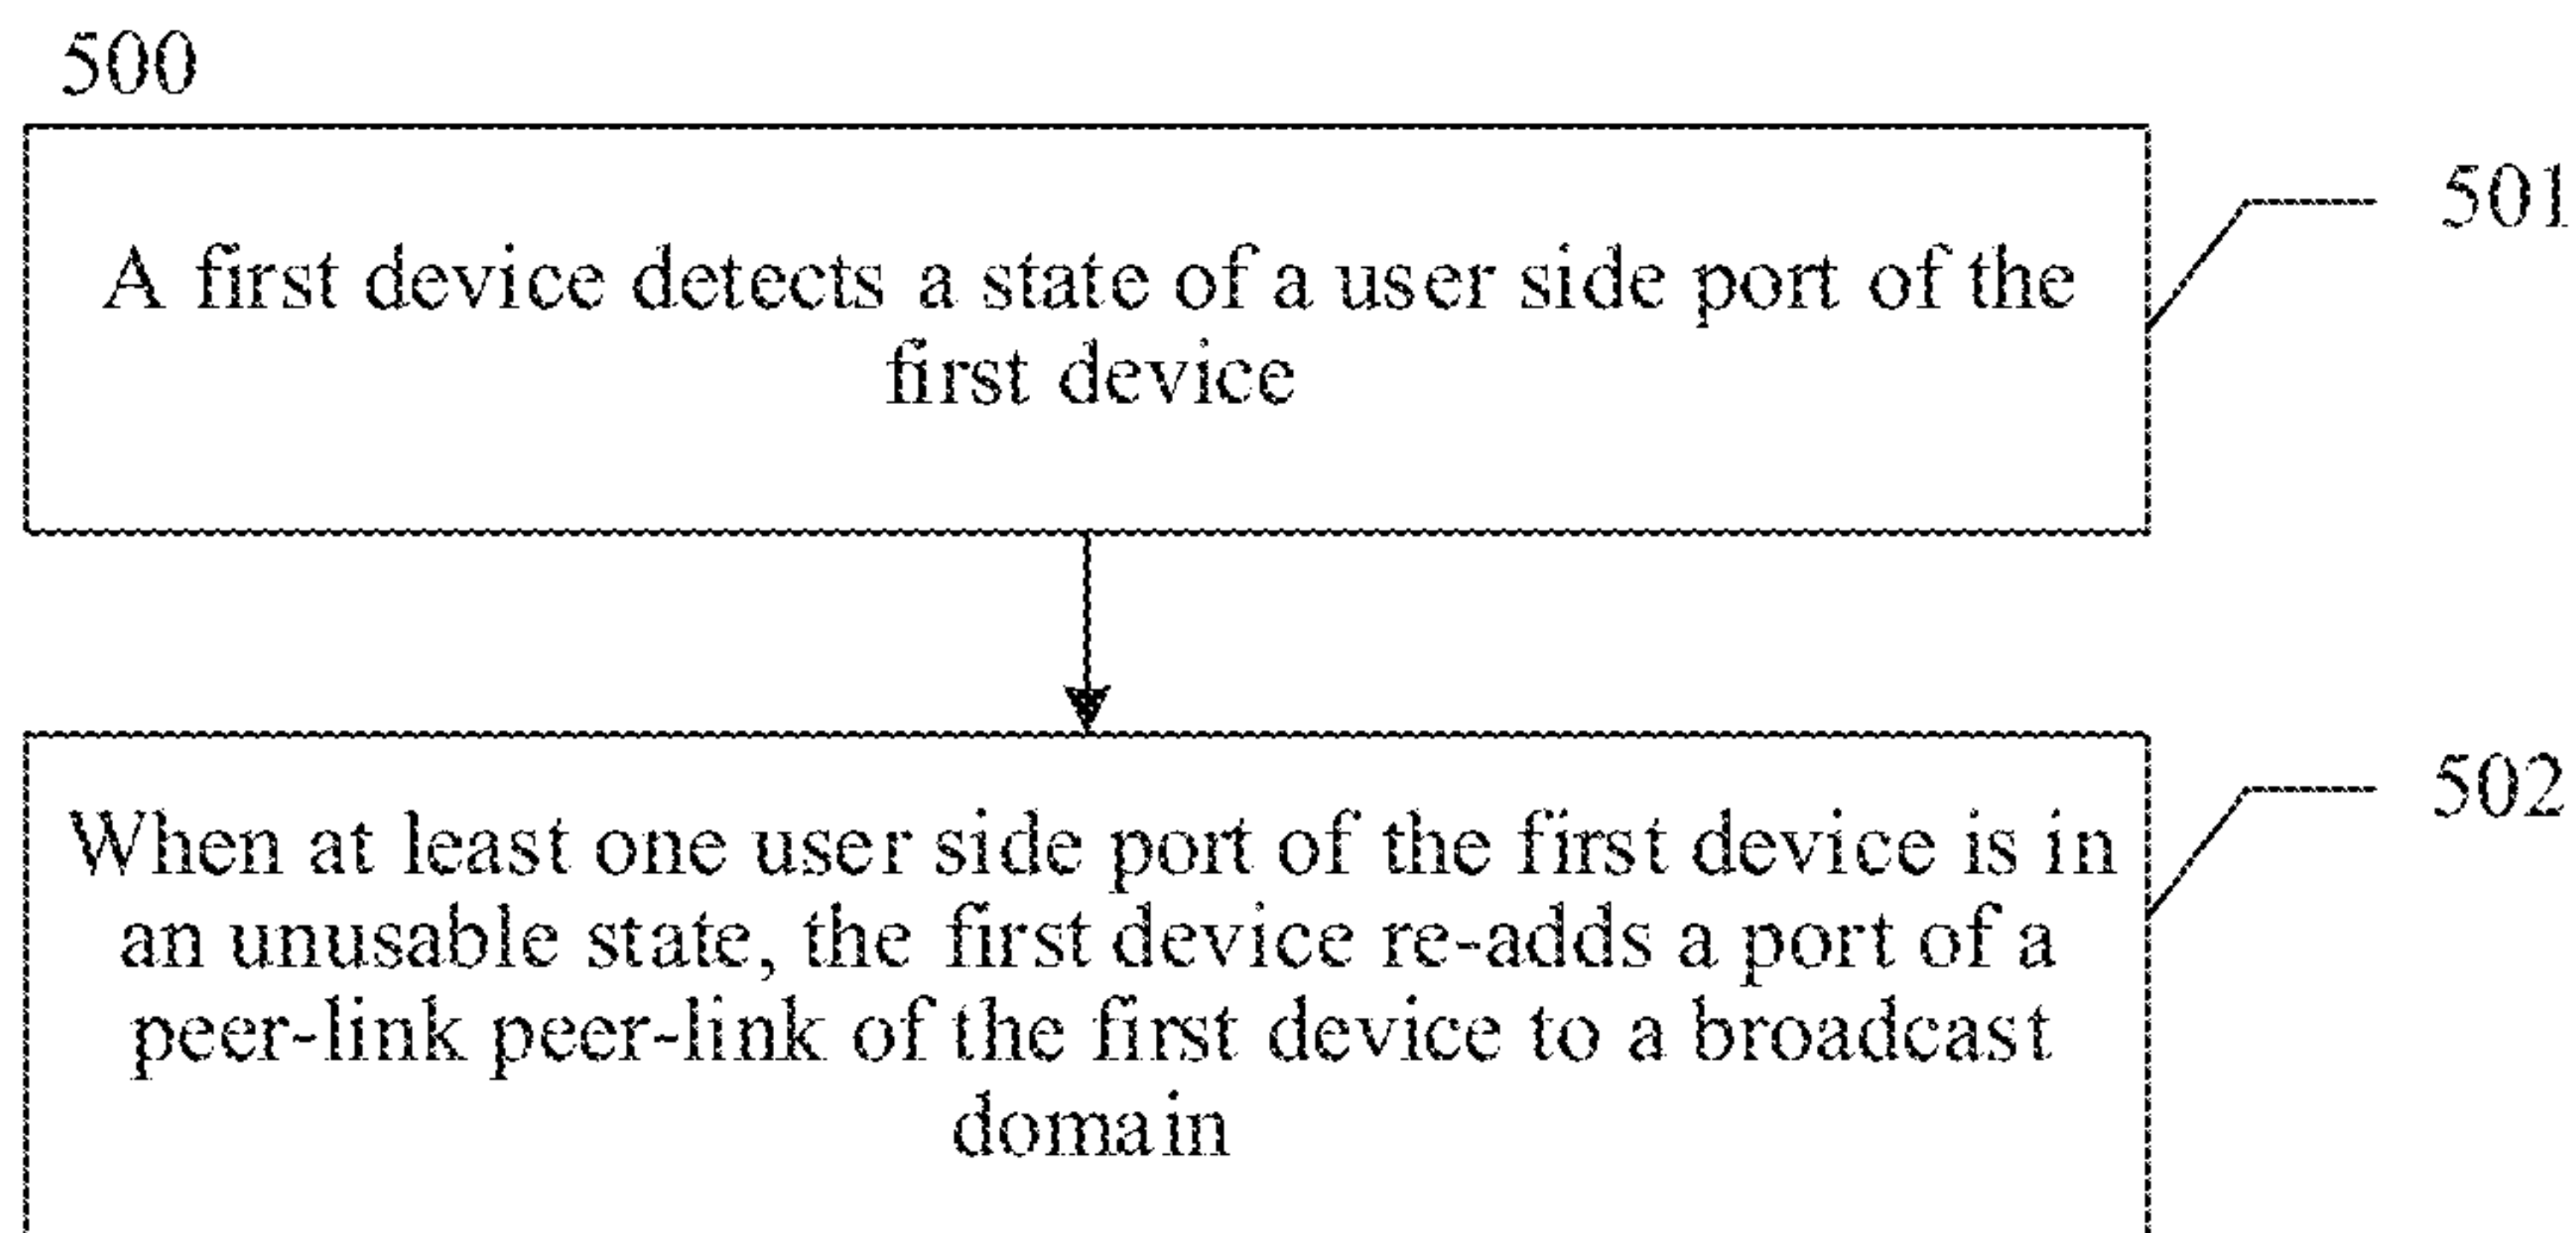 500
501
A first device detects a state of a user side port of the
first device
502
When at least one user side port of the first device is in
an unusable state, the first device re-adds a port of a
peer-link peer-link of the first device to a broadcast
domain